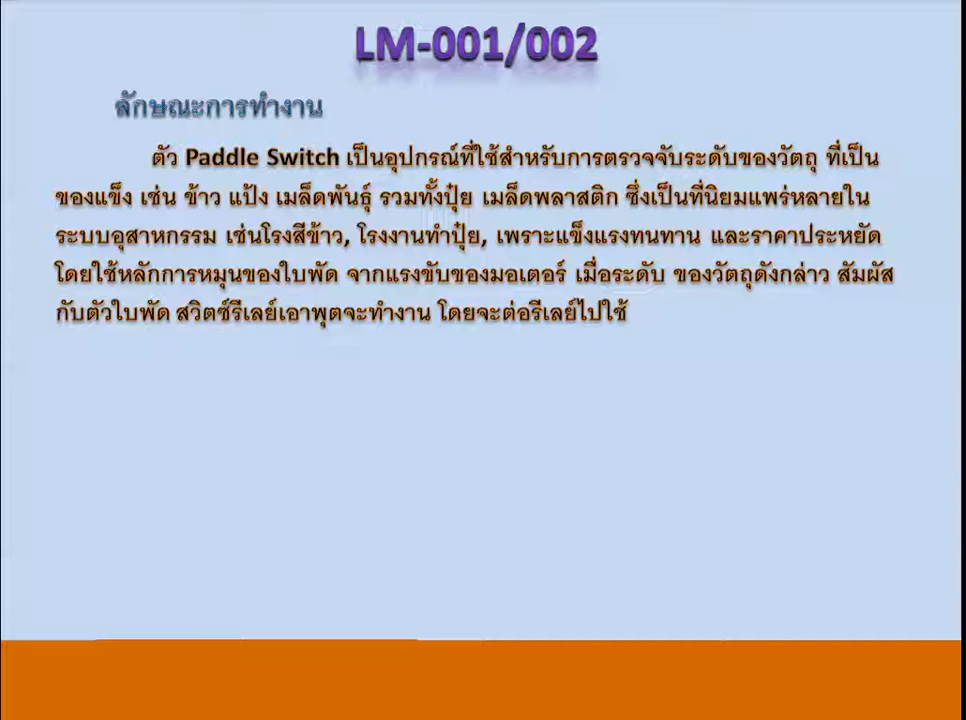 LM-001/002
ลักษณะการทำงาน
ตัว Paddle Switch เป็นอุปกรณ์ที่ใช้สำหรับการตรวจจับระดับของวัตถุ ที่เป็น
ของแข็ง เช่น ข้าว แป้ง เมล็ดพันธุ์ รวมทั้งปุ๋ย เมล็ดพลาสติก ซึ่งเป็นที่นิยมแพร่หลายใน
ระบบอุสาหกรรม เช่นโรงสีข้าว, โรงงานทำปุ๋ย, เพราะแข็งแรงทนทาน และราคาประหยัด
โดยใช้หลักการหมุนของใบพัด จากแรงขับของมอเตอร์ เมื่อระดับ ของวัตถุดังกล่าว สัมผัส
กับตัวใบพัด สวิตซ์รีเลย์เอาพุตจะทำงาน โดยจะต่อรีเลย์ไปใช้